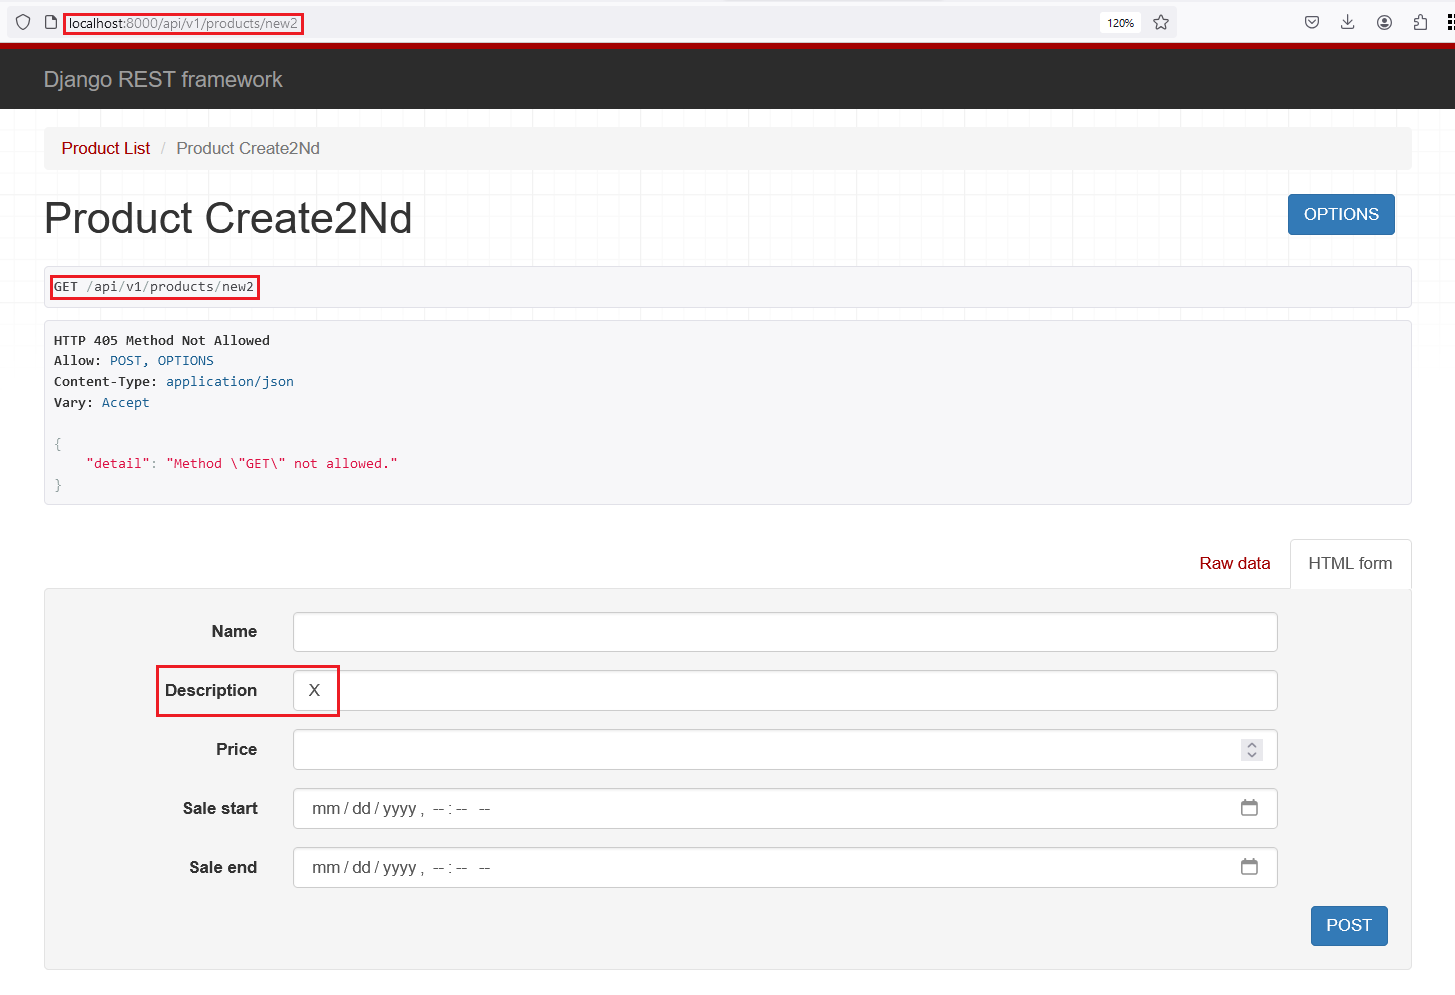 localhost:8000/api/v1/products/new2 120%
Django REST framework
Product List / Product Create2Nd
Product Create2Nd OPTIONS
GET /api/v1/products/new2
HTTP 405 Method Not Allowed
Allow: POST, OPTIONS
Content-Type: application/json
Vary: Accept
{
"detail": "Method \"GET\" not allowed."
}
Raw data HTML form
Name
Description X
Price
Sale start mm / dd / yyyy , -- : -- --
Sale end mm / dd / yyyy , -- : -- --
POST